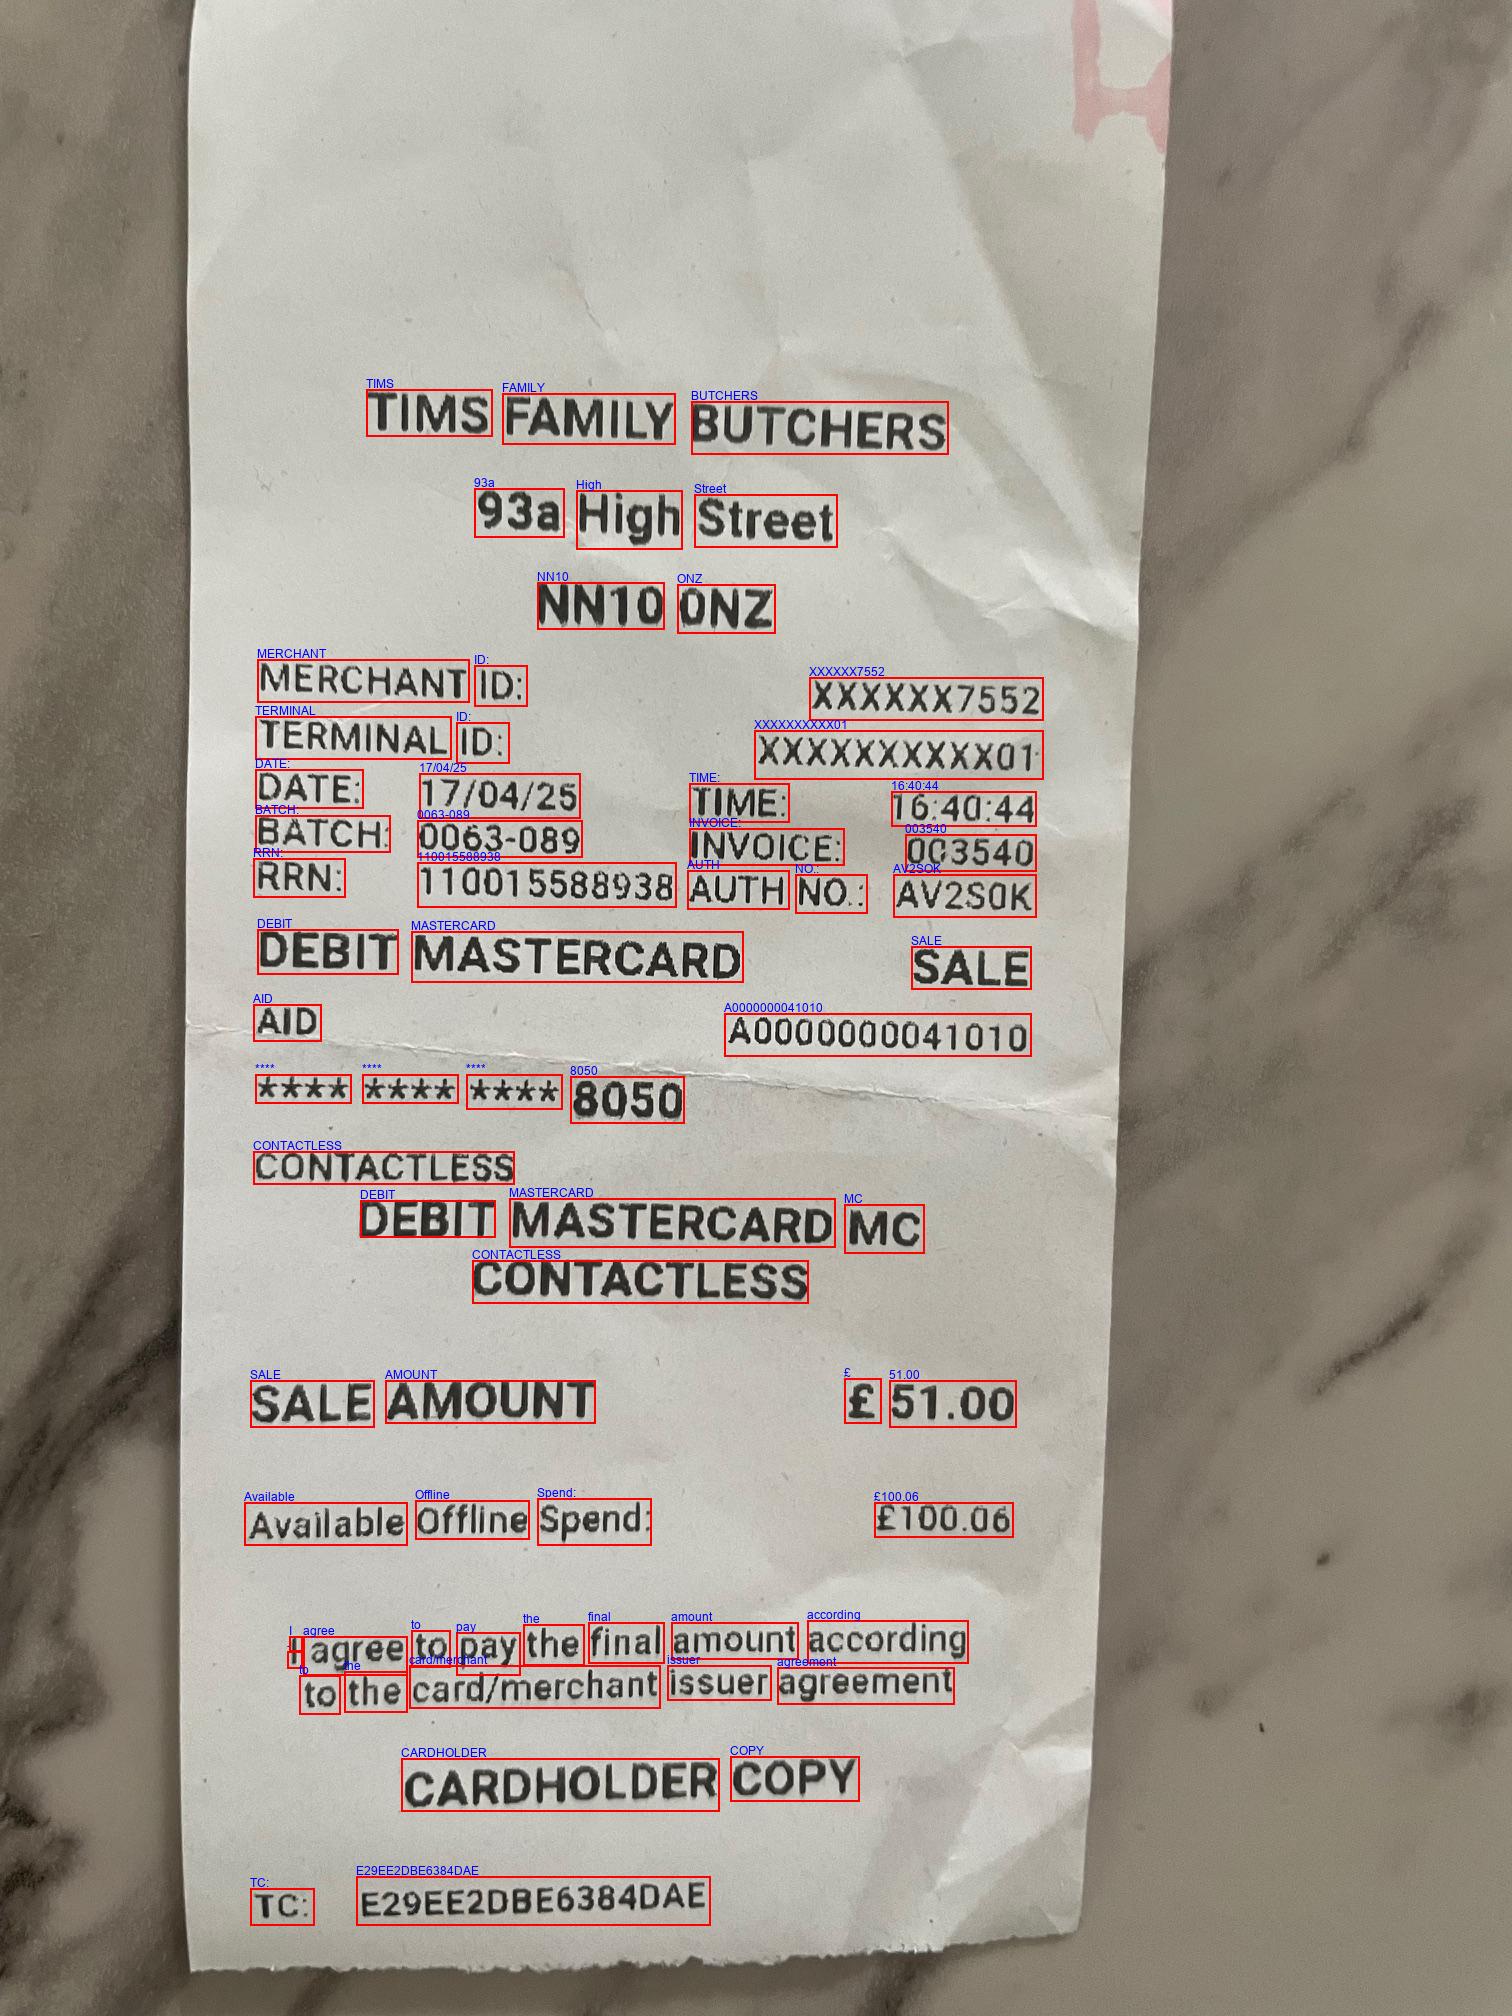 TIMS FAMILY BUTCHERS
93a High Street
NN10 0NZ
MERCHANT ID: XXXXXX7552
TERMINAL ID: XXXXXXXXXX01
DATE: 17/04/25 TIME: 16:40:44
BATCH: 0063-089 INVOICE: 003540
RRN: 110015588938 AUTH NO.: AV2S0K
DEBIT MASTERCARD SALE
AID A0000000041010
**** **** **** 8050
CONTACTLESS
DEBIT MASTERCARD MC
CONTACTLESS
SALE AMOUNT £ 51.00
Available Offline Spend: £100.06
I agree to pay the final amount according
to the card/merchant issuer agreement
CARDHOLDER COPY
TC: E29EE2DBE6384DAE